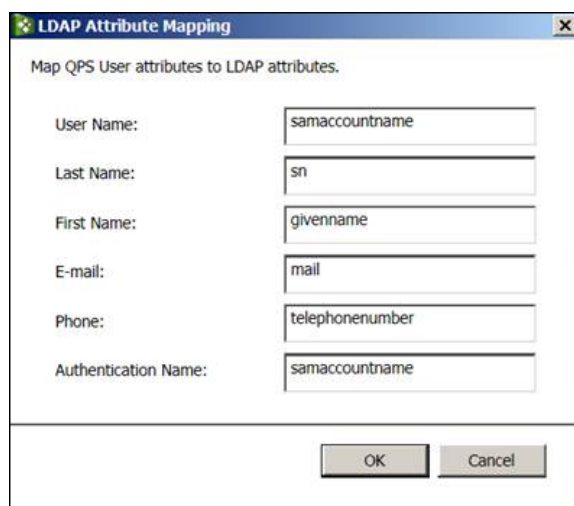 LDAP Attribute Mapping
Map QPS User attributes to LDAP attributes.
User Name: samaccountname
Last Name: sn
First Name: givenname
E-mail: mail
Phone: telephonenumber
Authentication Name: samaccountname
OK Cancel